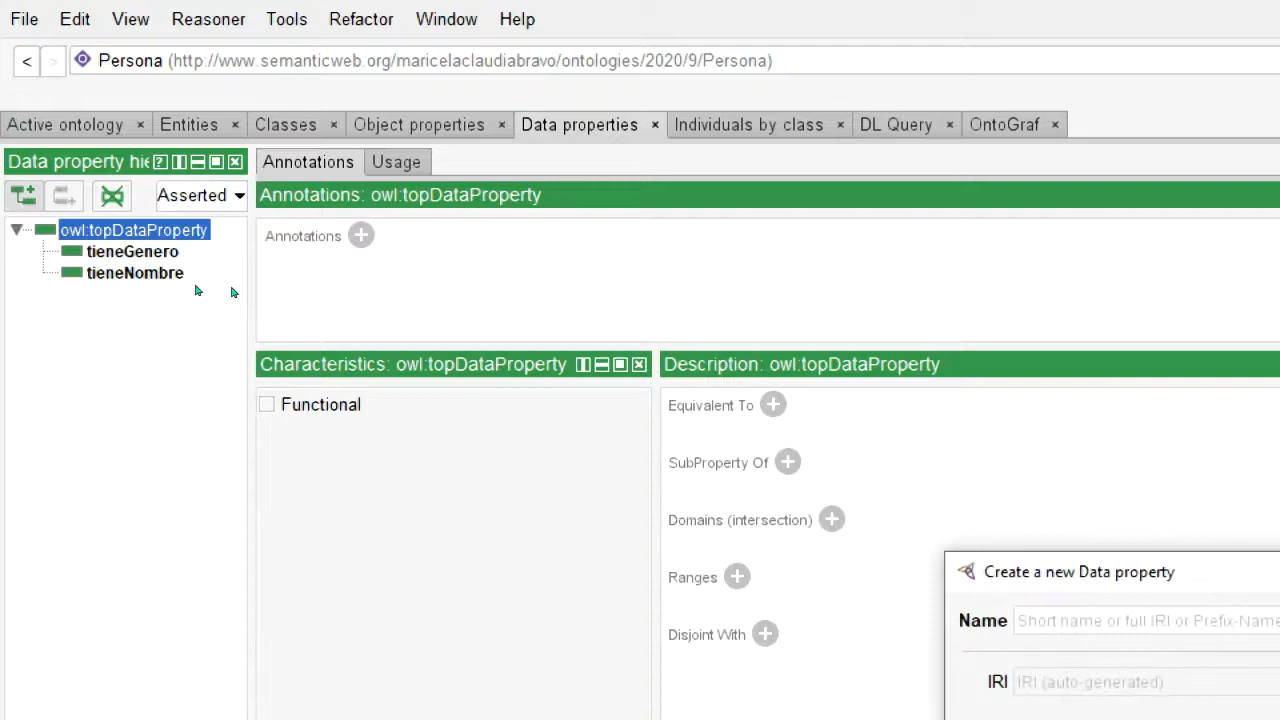 File Edit View Reasoner Tools Refactor Window Help
< > Persona (http://www.semanticweb.org/maricelaclaudiabravo/ontologies/2020/9/Persona)
Active ontology × Entities × Classes × Object properties × Data properties × Individuals by class × DL Query × OntoGraf ×
Data property hie
Annotations Usage
Asserted
Annotations: owl:topDataProperty
owl:topDataProperty
tieneGenero
tieneNombre
Annotations
Characteristics: owl:topDataProperty
Functional
Description: owl:topDataProperty
Equivalent To
SubProperty Of
Domains (intersection)
Ranges
Disjoint With
Create a new Data property
Name Short name or full IRI or Prefix-Name
IRI IRI (auto-generated)